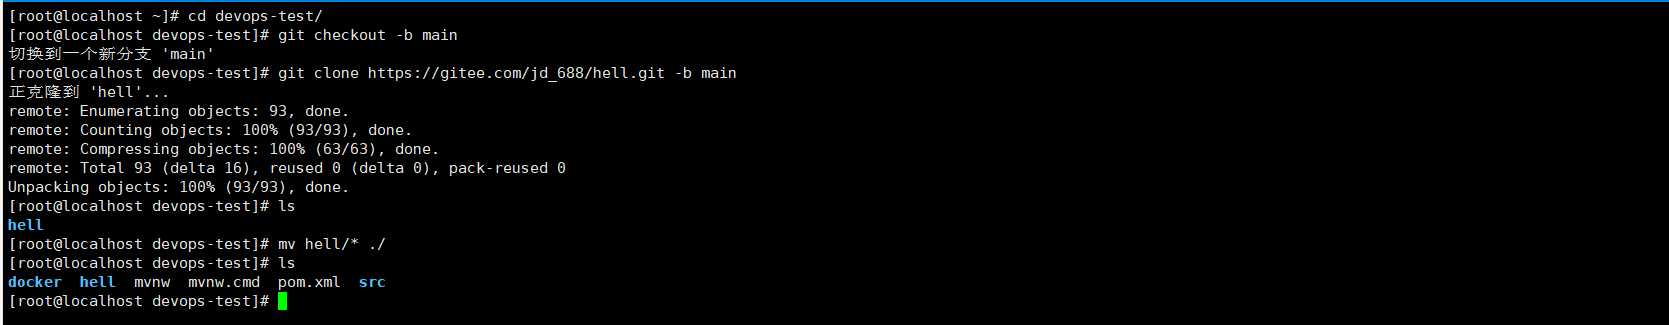 [root@localhost ~]# cd devops-test/
[root@localhost devops-test]# git checkout -b main
切换到一个新分支 'main'
[root@localhost devops-test]# git clone https://gitee.com/jd_688/hell.git -b main
正克隆到 'hell'...
remote: Enumerating objects: 93, done.
remote: Counting objects: 100% (93/93), done.
remote: Compressing objects: 100% (63/63), done.
remote: Total 93 (delta 16), reused 0 (delta 0), pack-reused 0
Unpacking objects: 100% (93/93), done.
[root@localhost devops-test]# ls
hell
[root@localhost devops-test]# mv hell/* ./
[root@localhost devops-test]# ls
docker  hell  mvnw  mvnw.cmd  pom.xml  src
[root@localhost devops-test]#